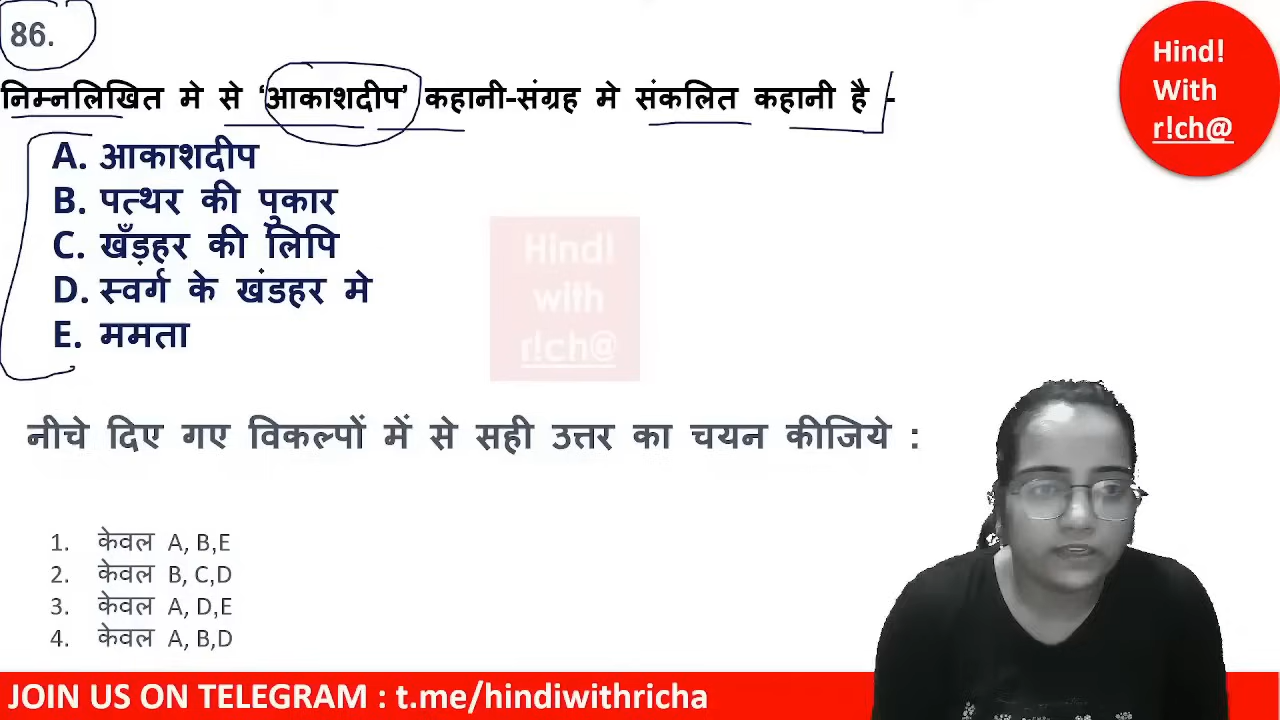 86.
निम्नलिखित मे से ‘आकाशदीप’ कहानी-संग्रह मे संकलित कहानी है -
A. आकाशदीप
B. पत्थर की पुकार
C. खँड़हर की लिपि
D. स्वर्ग के खंडहर मे
E. ममता
नीचे दिए गए विकल्पों में से सही उत्तर का चयन कीजिये :
1. केवल A, B,E
2. केवल B, C,D
3. केवल A, D,E
4. केवल A, B,D
Hind!
With
r!ch@
HindI
with
r!ch@
JOIN US ON TELEGRAM : t.me/hindiwithricha